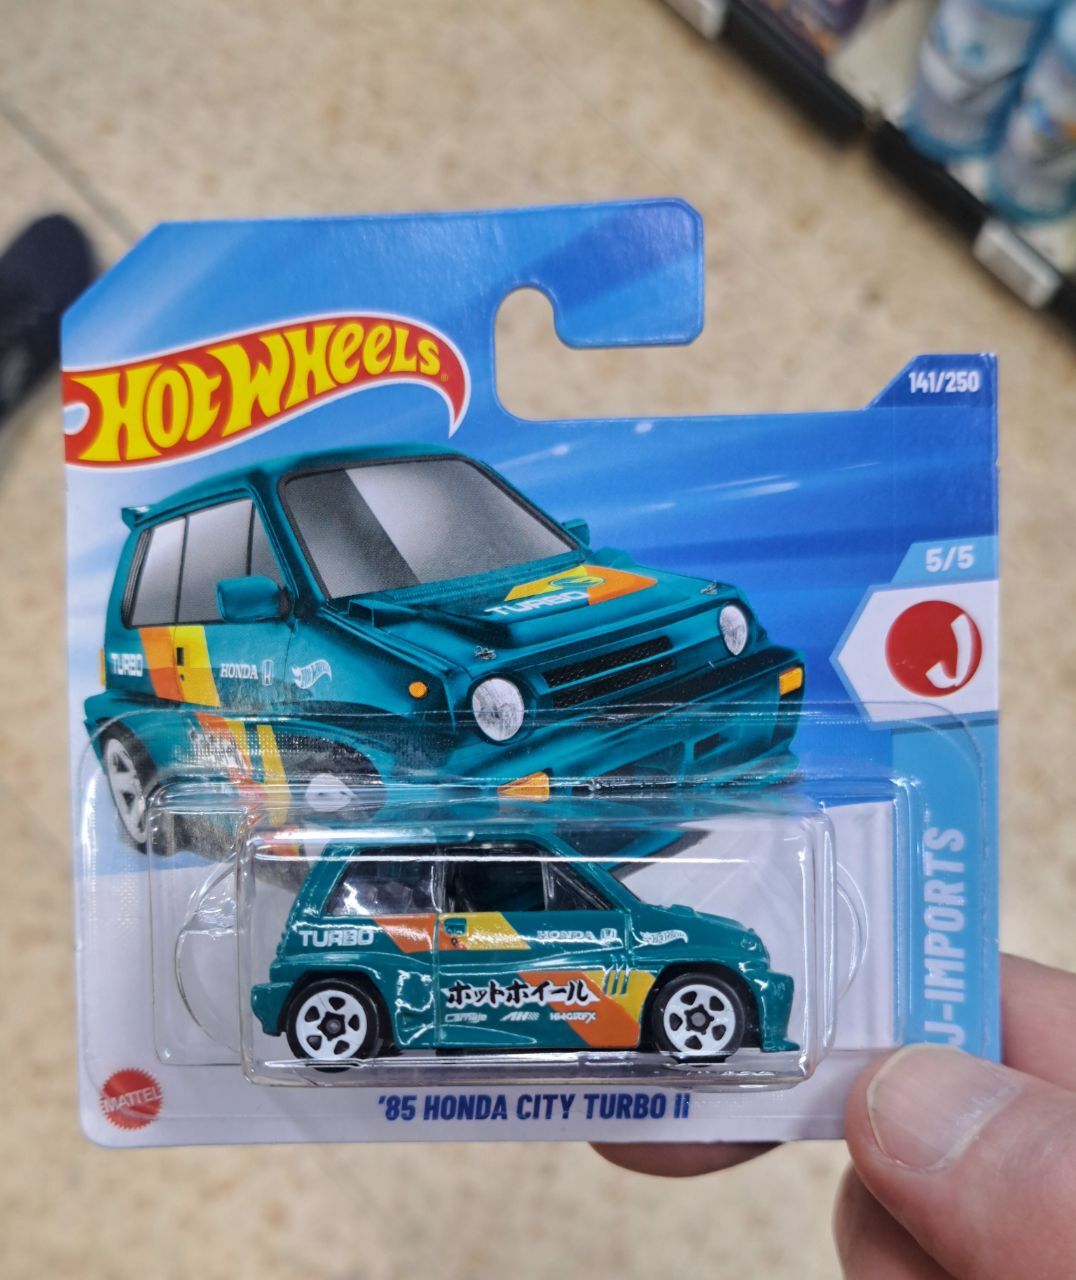 HOT WHEELS
141/250
5/5
J
TURBO
TURBO
HONDA
J-IMPORTS
TURBO
HONDA
ホットホイール
HWGRFX
MATTEL
'85 HONDA CITY TURBO II